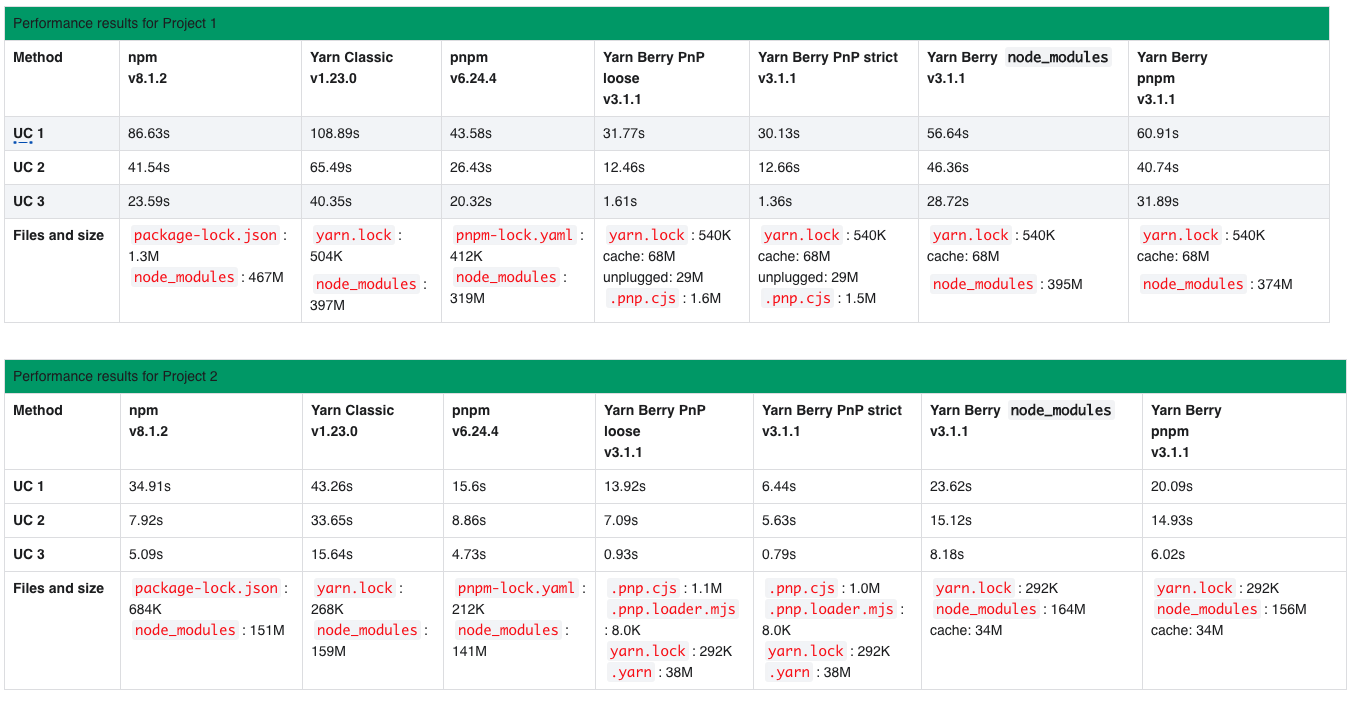 Performance results for Project 1
Method
npm
v8.1.2
Yarn Classic
v1.23.0
pnpm
v6.24.4
Yarn Berry PnP
loose
v3.1.1
Yarn Berry PnP strict
v3.1.1
Yarn Berry node_modules
v3.1.1
Yarn Berry
pnpm
v3.1.1
UC 1
86.63s
108.89s
43.58s
31.77s
30.13s
56.64s
60.91s
UC 2
41.54s
65.49s
26.43s
12.46s
12.66s
46.36s
40.74s
UC 3
23.59s
40.35s
20.32s
1.61s
1.36s
28.72s
31.89s
Files and size
package-lock.json :
1.3M
node_modules : 467M
yarn.lock :
504K
node_modules :
397M
pnpm-lock.yaml :
412K
node_modules :
319M
yarn.lock : 540K
cache: 68M
unplugged: 29M
.pnp.cjs : 1.6M
yarn.lock : 540K
cache: 68M
unplugged: 29M
.pnp.cjs : 1.5M
yarn.lock : 540K
cache: 68M
node_modules : 395M
yarn.lock : 540K
cache: 68M
node_modules : 374M
Performance results for Project 2
Method
npm
v8.1.2
Yarn Classic
v1.23.0
pnpm
v6.24.4
Yarn Berry PnP
loose
v3.1.1
Yarn Berry PnP strict
v3.1.1
Yarn Berry node_modules
v3.1.1
Yarn Berry
pnpm
v3.1.1
UC 1
34.91s
43.26s
15.6s
13.92s
6.44s
23.62s
20.09s
UC 2
7.92s
33.65s
8.86s
7.09s
5.63s
15.12s
14.93s
UC 3
5.09s
15.64s
4.73s
0.93s
0.79s
8.18s
6.02s
Files and size
package-lock.json :
684K
node_modules : 151M
yarn.lock :
268K
node_modules :
159M
pnpm-lock.yaml :
212K
node_modules :
141M
.pnp.cjs : 1.1M
.pnp.loader.mjs
: 8.0K
yarn.lock : 292K
.yarn : 38M
.pnp.cjs : 1.0M
.pnp.loader.mjs :
8.0K
yarn.lock : 292K
.yarn : 38M
yarn.lock : 292K
node_modules : 164M
cache: 34M
yarn.lock : 292K
node_modules : 156M
cache: 34M